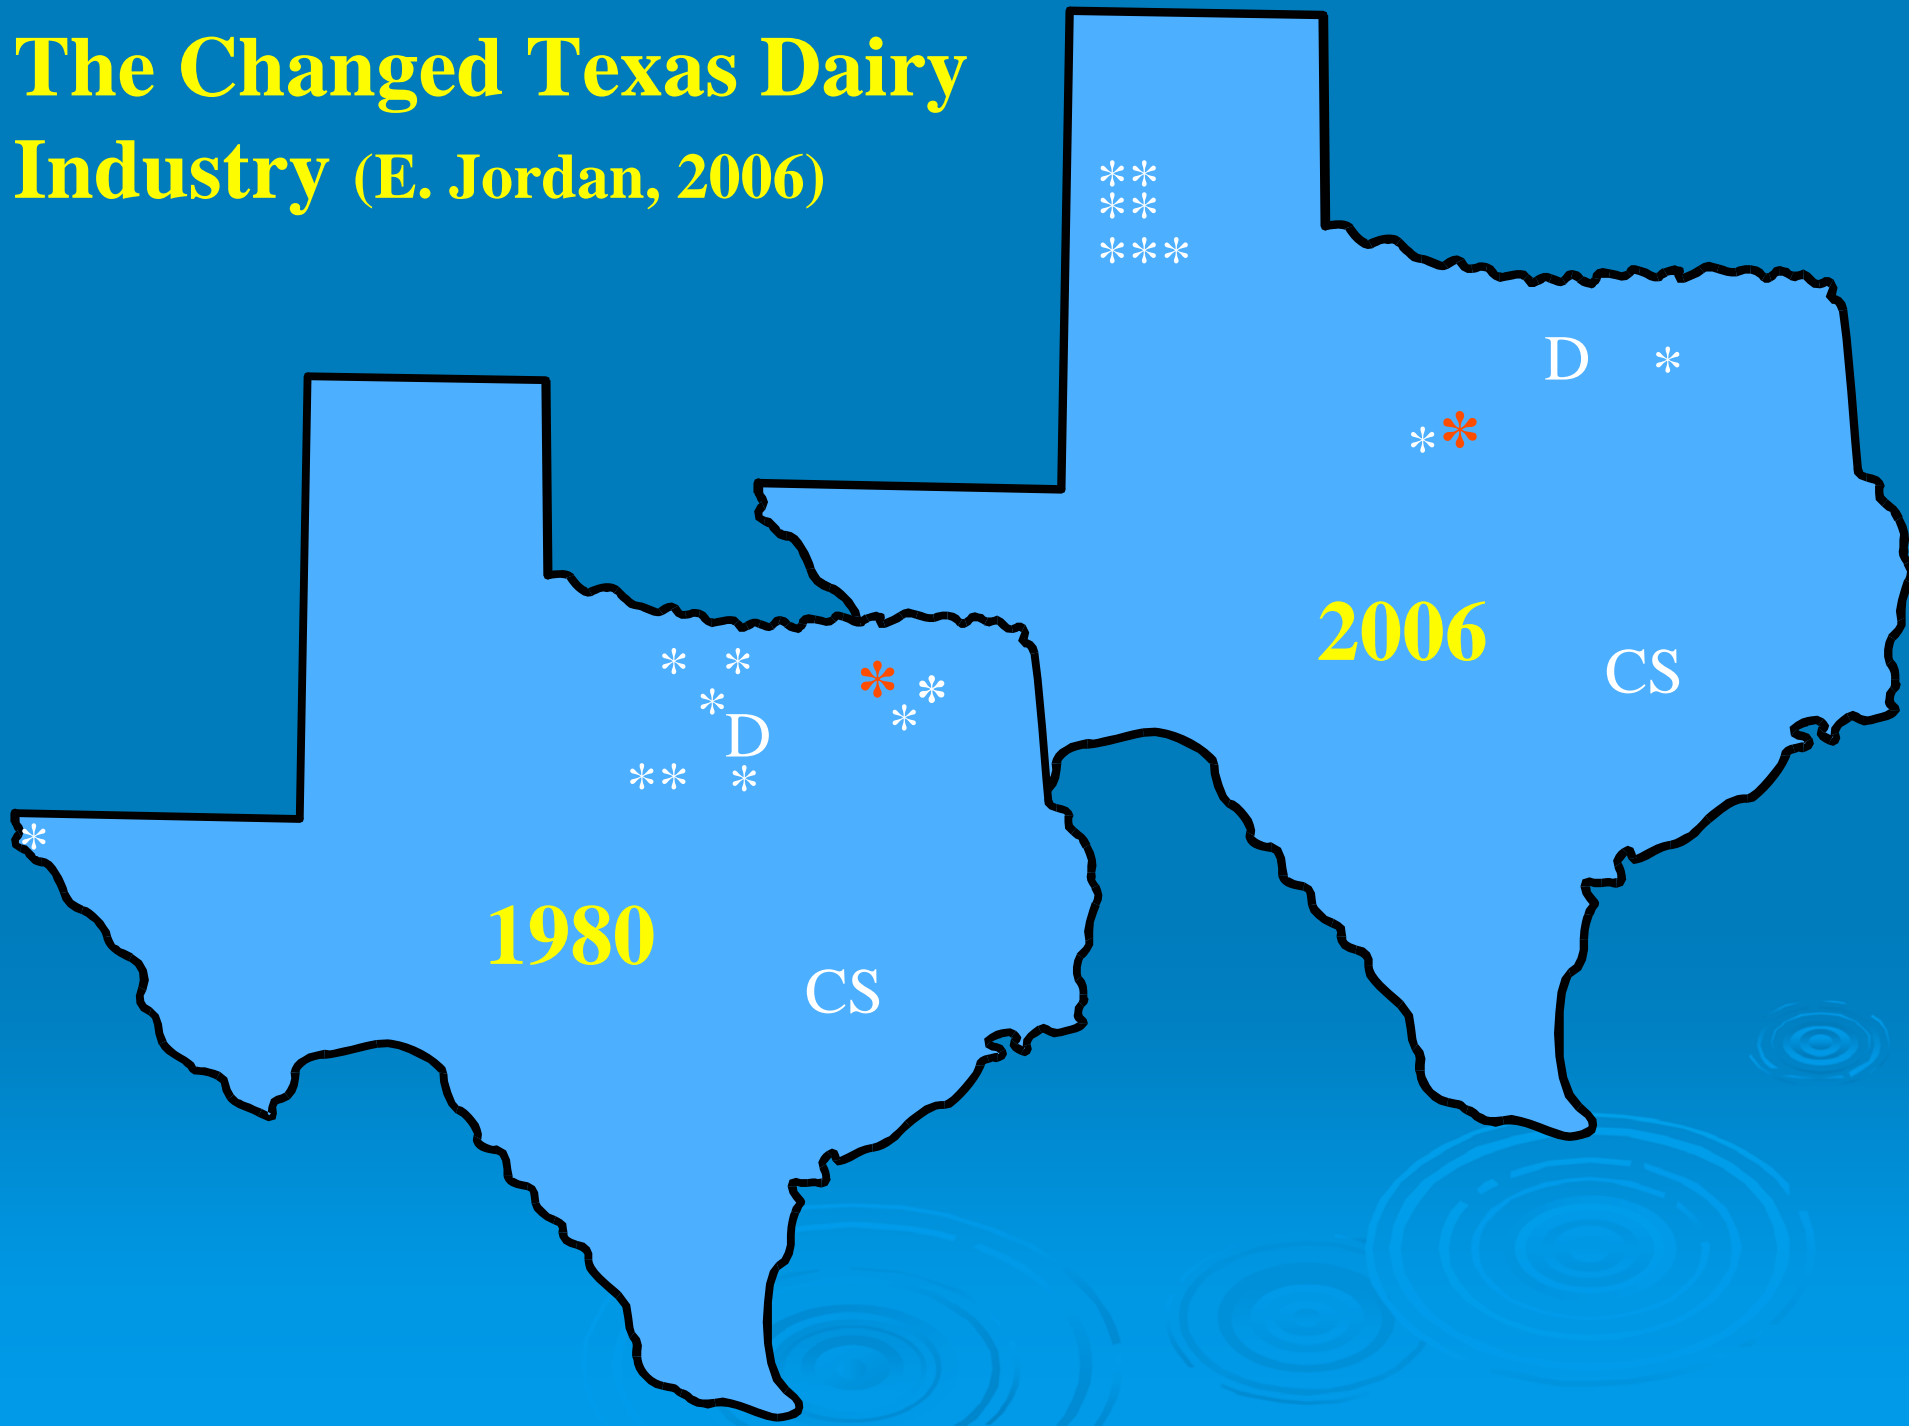 The Changed Texas Dairy
Industry (E. Jordan, 2006)
**
**
***
D *
**
2006
CS
* *
* *
*
D
*
** *
*
1980
CS